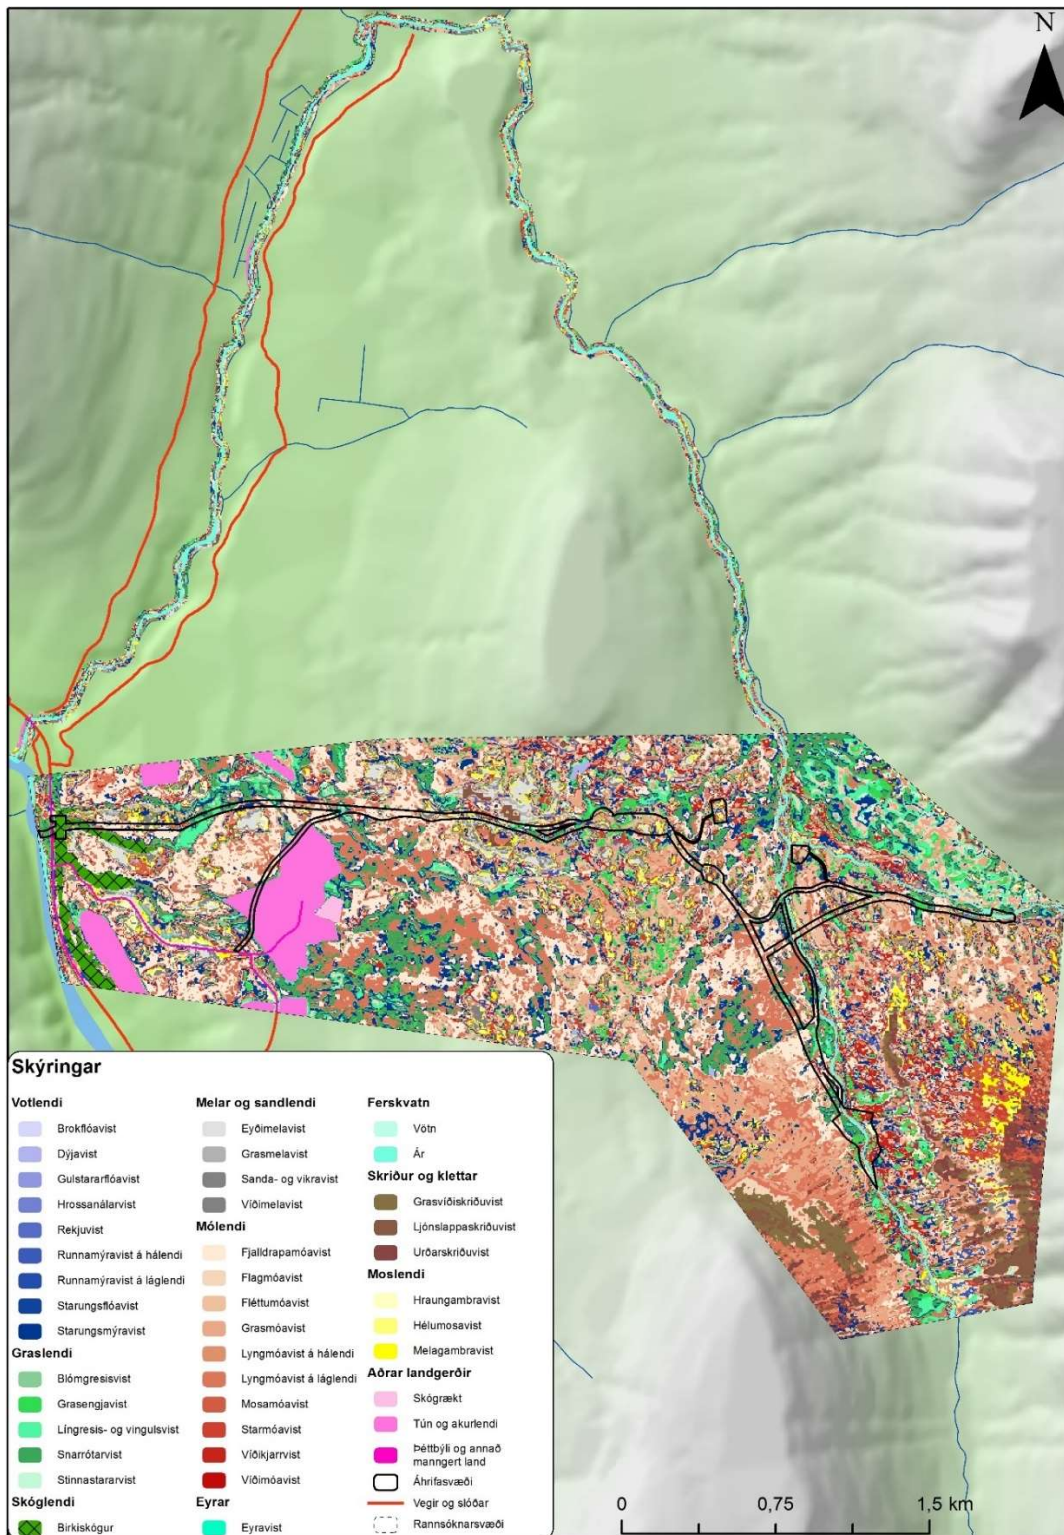 N
Skýringar
Votlendi
Brokflóavist
Dýjavist
Gulstararflóavist
Hrossanálarvist
Rekjuvist
Runnamýravist á hálendi
Runnamýravist á láglendi
Starungsflóavist
Starungsmýravist
Graslendi
Blómgresisvist
Grasengjavist
Língresis- og vingulsvist
Snarrótarvist
Stinnastararvist
Skóglendi
Birkiskógur
Melar og sandlendi
Eyðimelavist
Grasmelavist
Sanda- og vikravist
Víðimelavist
Mólendi
Fjalldrapamóavist
Flagmóavist
Fléttumóavist
Grasmóavist
Lyngmóavist á hálendi
Lyngmóavist á láglendi
Mosamóavist
Starmóavist
Víðikjarrvist
Víðimóavist
Eyrar
Eyravist
Ferskvatn
Vötn
Ár
Skriður og klettar
Grasvíðiskriðuvist
Ljónslappaskriðuvist
Urðarskriðuvist
Moslendi
Hraungambravist
Hélumosavist
Melagambravist
Aðrar landgerðir
Skógrækt
Tún og akurlendi
Þéttbýli og annað
manngert land
Áhrifasvæði
Vegir og slóðar
Rannsóknarsvæði
0 0,75 1,5 km